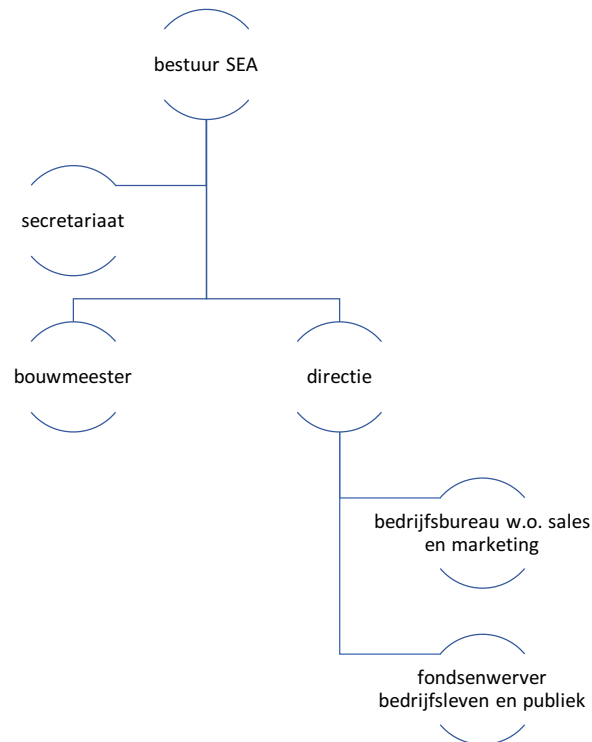 bestuur SEA
secretariaat
bouwmeester
directie
bedrijfsbureau w.o. sales
en marketing
fondsenwerver
bedrijfsleven en publiek